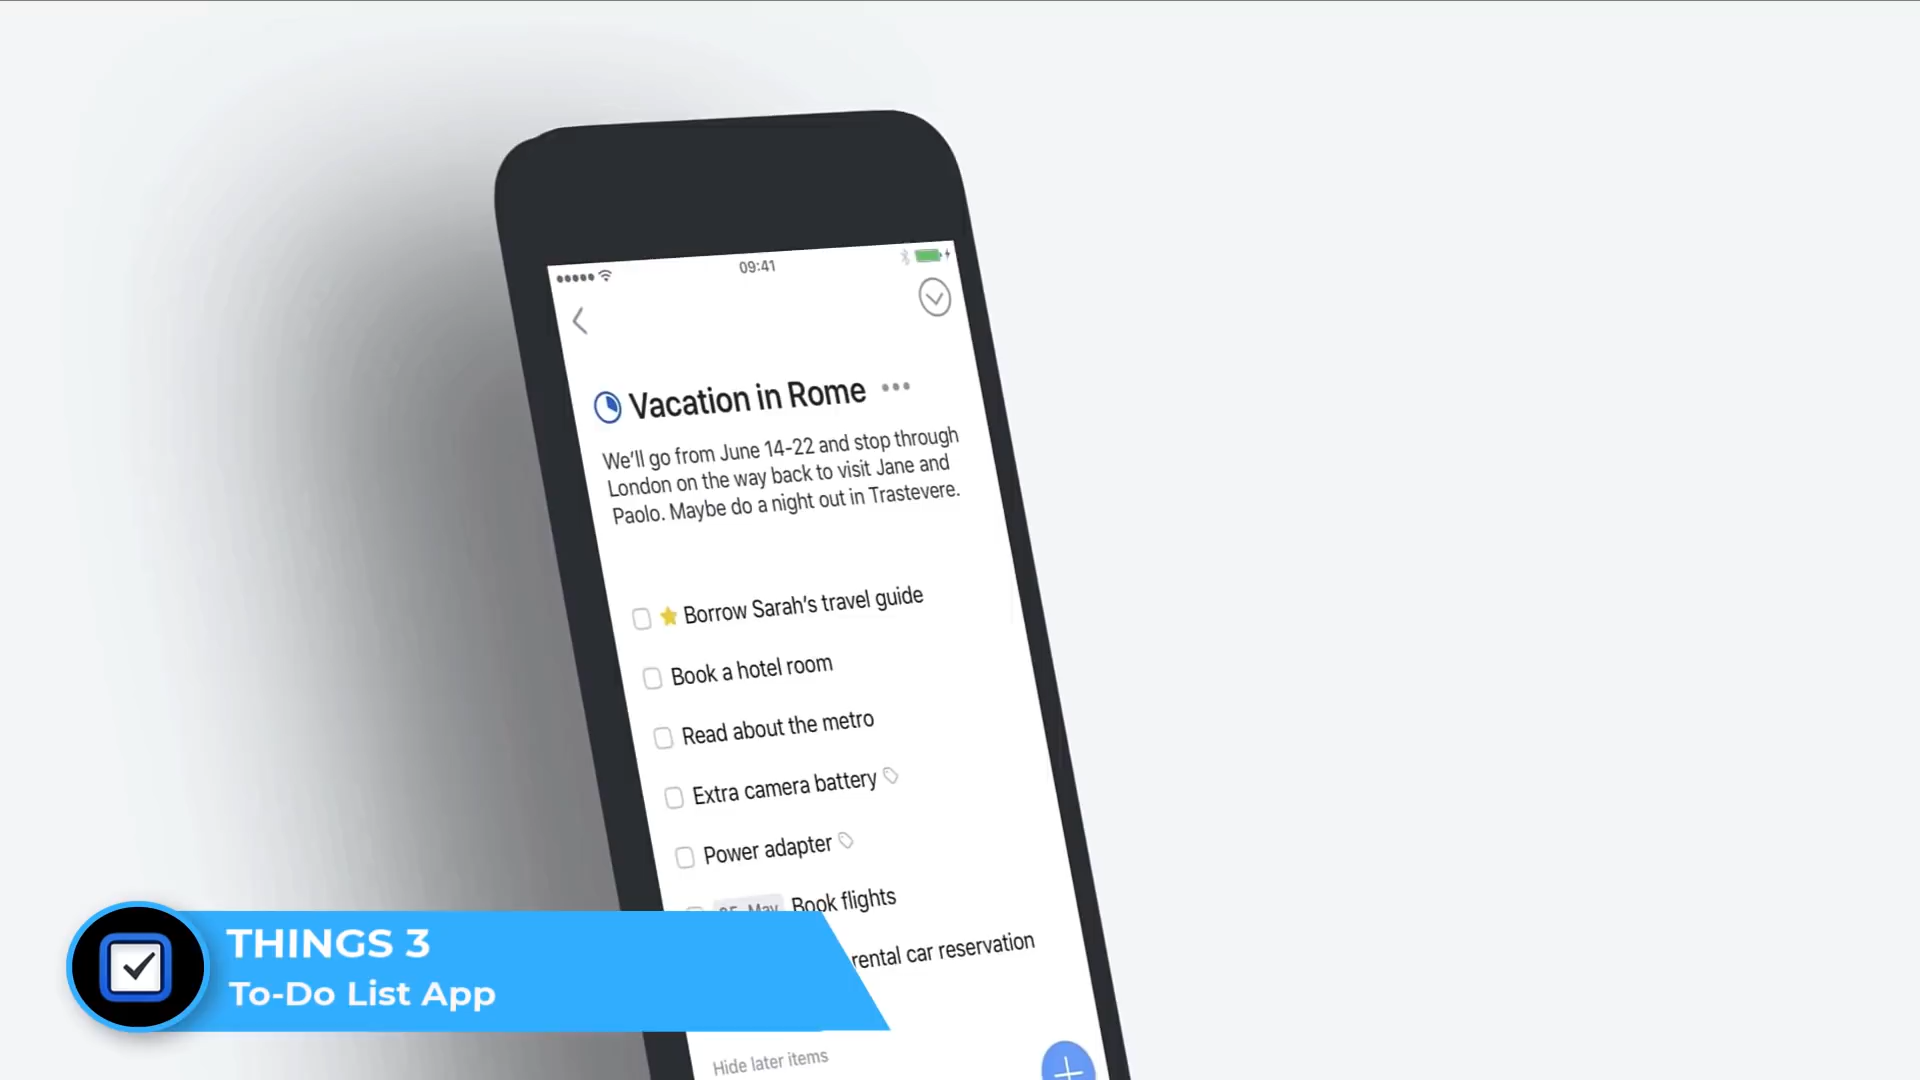 09:41
Vacation in Rome
We'll go from June 14-22 and stop through
London on the way back to visit Jane and
Paolo. Maybe do a night out in Trastevere.
Borrow Sarah's travel guide
Book a hotel room
Read about the metro
Extra camera battery
Power adapter
25. May Book flights
rental car reservation
Hide later items
THINGS 3
To-Do List App